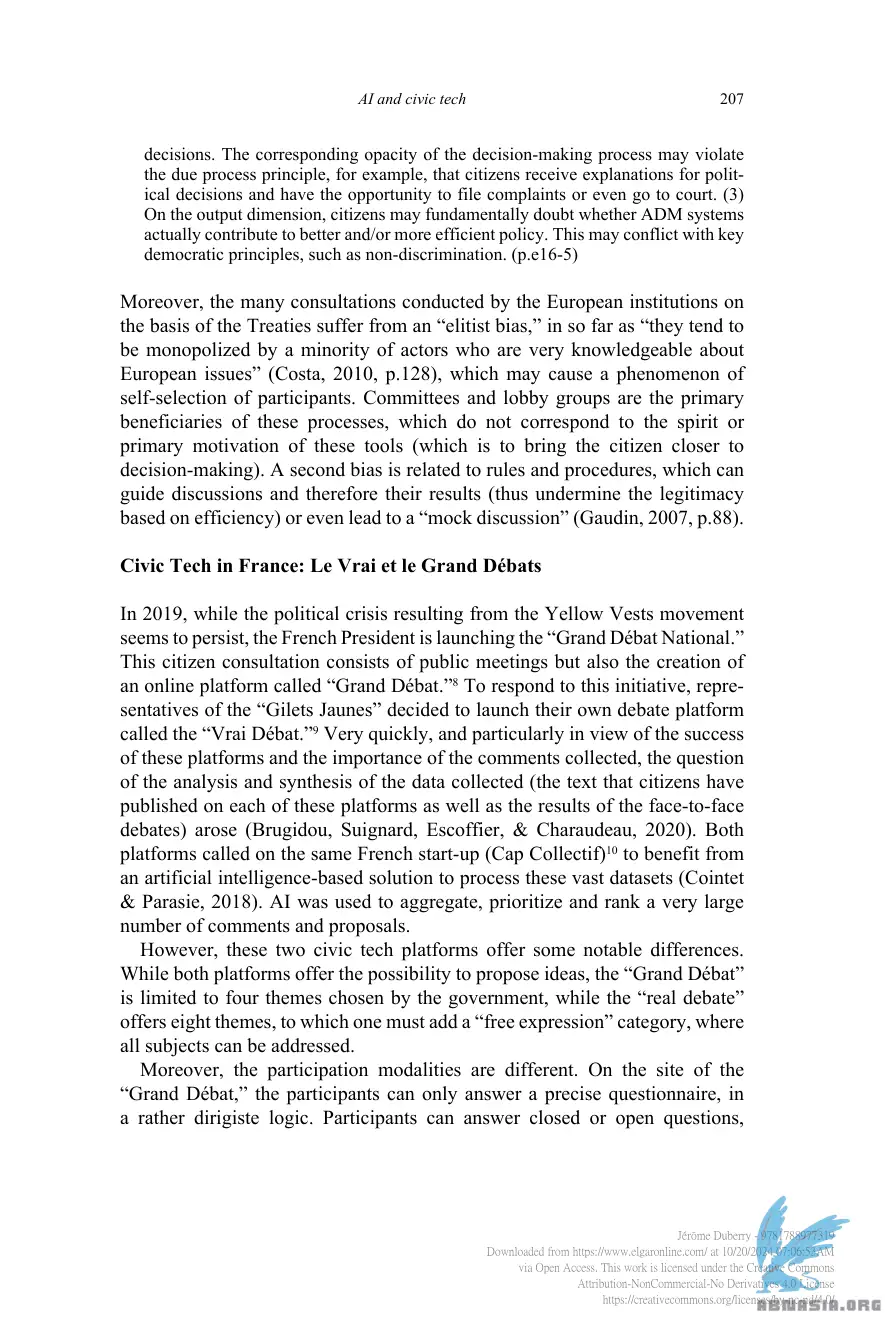 AI and civic tech 207
decisions. The corresponding opacity of the decision-making process may violate
the due process principle, for example, that citizens receive explanations for polit-
ical decisions and have the opportunity to file complaints or even go to court. (3)
On the output dimension, citizens may fundamentally doubt whether ADM systems
actually contribute to better and/or more efficient policy. This may conflict with key
democratic principles, such as non-discrimination. (p.e16-5)
Moreover, the many consultations conducted by the European institutions on
the basis of the Treaties suffer from an “elitist bias,” in so far as “they tend to
be monopolized by a minority of actors who are very knowledgeable about
European issues” (Costa, 2010, p.128), which may cause a phenomenon of
self-selection of participants. Committees and lobby groups are the primary
beneficiaries of these processes, which do not correspond to the spirit or
primary motivation of these tools (which is to bring the citizen closer to
decision-making). A second bias is related to rules and procedures, which can
guide discussions and therefore their results (thus undermine the legitimacy
based on efficiency) or even lead to a “mock discussion” (Gaudin, 2007, p.88).
Civic Tech in France: Le Vrai et le Grand Débats
In 2019, while the political crisis resulting from the Yellow Vests movement
seems to persist, the French President is launching the “Grand Débat National.”
This citizen consultation consists of public meetings but also the creation of
an online platform called “Grand Débat.”⁸ To respond to this initiative, repre-
sentatives of the “Gilets Jaunes” decided to launch their own debate platform
called the “Vrai Débat.”⁹ Very quickly, and particularly in view of the success
of these platforms and the importance of the comments collected, the question
of the analysis and synthesis of the data collected (the text that citizens have
published on each of these platforms as well as the results of the face-to-face
debates) arose (Brugidou, Suignard, Escoffier, & Charaudeau, 2020). Both
platforms called on the same French start-up (Cap Collectif)¹⁰ to benefit from
an artificial intelligence-based solution to process these vast datasets (Cointet
& Parasie, 2018). AI was used to aggregate, prioritize and rank a very large
number of comments and proposals.
However, these two civic tech platforms offer some notable differences.
While both platforms offer the possibility to propose ideas, the “Grand Débat”
is limited to four themes chosen by the government, while the “real debate”
offers eight themes, to which one must add a “free expression” category, where
all subjects can be addressed.
Moreover, the participation modalities are different. On the site of the
“Grand Débat,” the participants can only answer a precise questionnaire, in
a rather dirigiste logic. Participants can answer closed or open questions,
Jérôme Duberry - 9781788977319
Downloaded from https://www.elgaronline.com/ at 10/20/2024 07:06:52AM
via Open Access. This work is licensed under the Creative Commons
Attribution-NonCommercial-No Derivatives 4.0 License
https://creativecommons.org/licenses/by-nc-nd/4.0/
ABNASIA.ORG